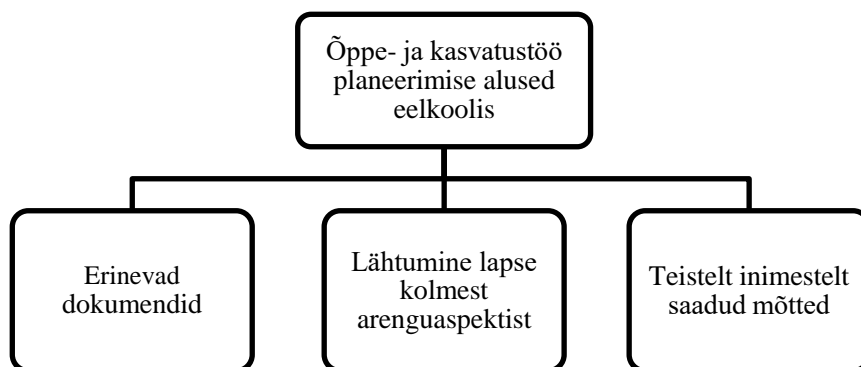 Õppe- ja kasvatustöö
planeerimise alused
eelkoolis
Erinevad
dokumendid
Lähtumine lapse
kolmest
arenguaspektist
Teistelt inimestelt
saadud mõtted